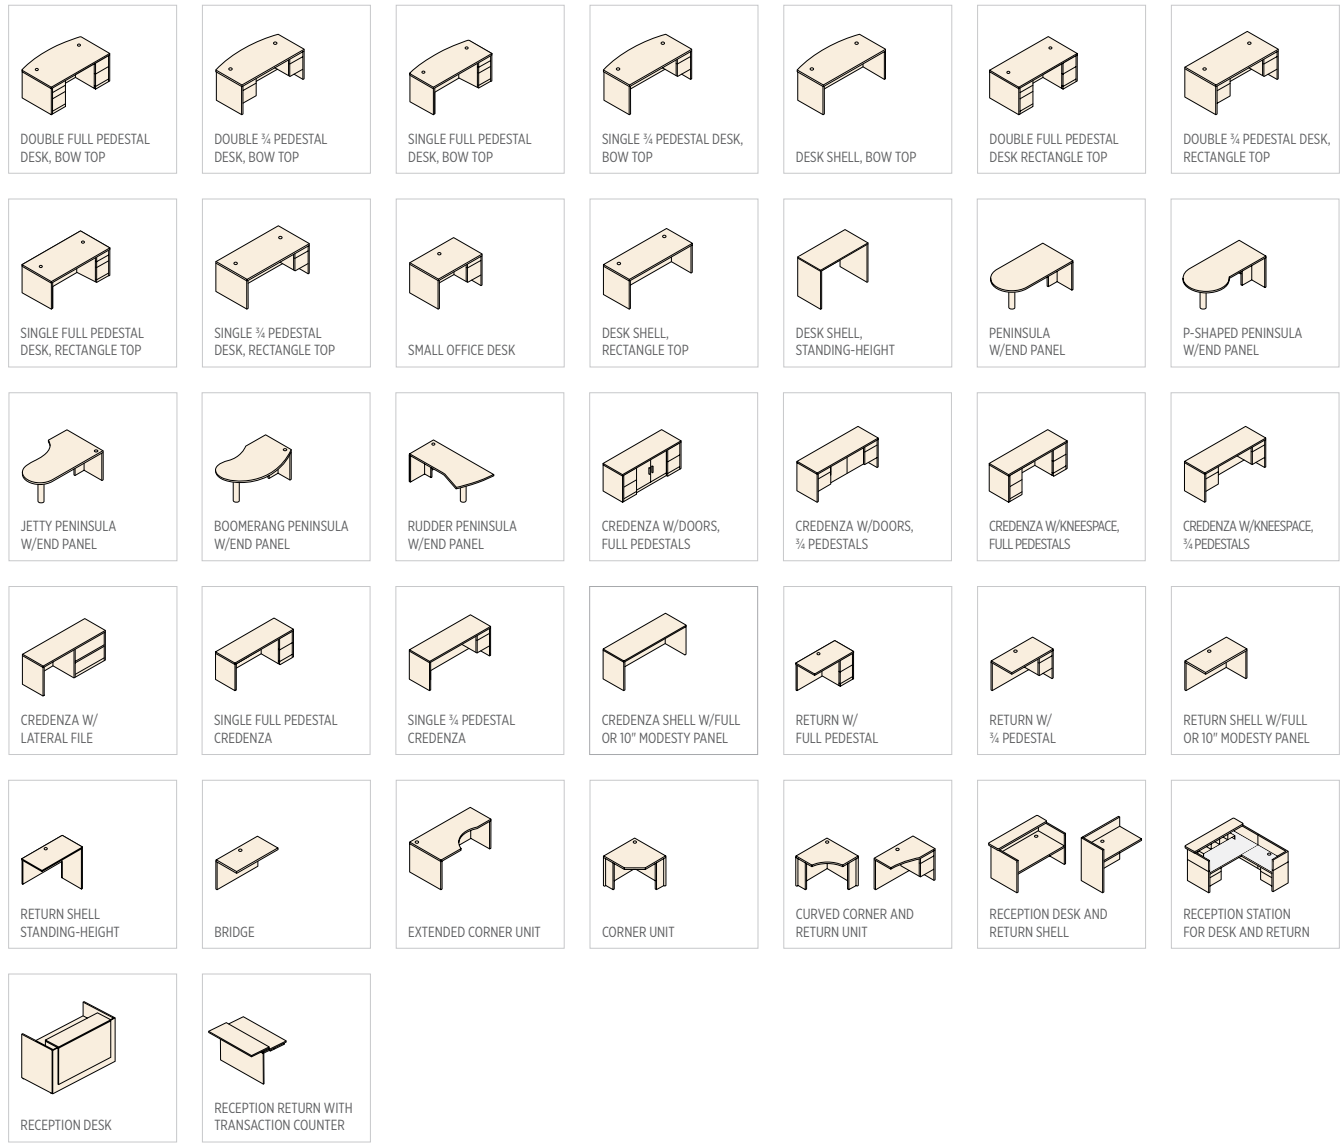 DOUBLE FULL PEDESTAL
DESK, BOW TOP
DOUBLE ¾ PEDESTAL
DESK, BOW TOP
SINGLE FULL PEDESTAL
DESK, BOW TOP
SINGLE ¾ PEDESTAL DESK,
BOW TOP
DESK SHELL, BOW TOP
DOUBLE FULL PEDESTAL
DESK RECTANGLE TOP
DOUBLE ¾ PEDESTAL DESK,
RECTANGLE TOP
SINGLE FULL PEDESTAL
DESK, RECTANGLE TOP
SINGLE ¾ PEDESTAL
DESK, RECTANGLE TOP
SMALL OFFICE DESK
DESK SHELL,
RECTANGLE TOP
DESK SHELL,
STANDING-HEIGHT
PENINSULA
W/END PANEL
P-SHAPED PENINSULA
W/END PANEL
JETTY PENINSULA
W/END PANEL
BOOMERANG PENINSULA
W/END PANEL
RUDDER PENINSULA
W/END PANEL
CREDENZA W/DOORS,
FULL PEDESTALS
CREDENZA W/DOORS,
¾ PEDESTALS
CREDENZA W/KNEESPACE,
FULL PEDESTALS
CREDENZA W/KNEESPACE,
¾ PEDESTALS
CREDENZA W/
LATERAL FILE
SINGLE FULL PEDESTAL
CREDENZA
SINGLE ¾ PEDESTAL
CREDENZA
CREDENZA SHELL W/FULL
OR 10" MODESTY PANEL
RETURN W/
FULL PEDESTAL
RETURN W/
¾ PEDESTAL
RETURN SHELL W/FULL
OR 10" MODESTY PANEL
RETURN SHELL
STANDING-HEIGHT
BRIDGE
EXTENDED CORNER UNIT
CORNER UNIT
CURVED CORNER AND
RETURN UNIT
RECEPTION DESK AND
RETURN SHELL
RECEPTION STATION
FOR DESK AND RETURN
RECEPTION DESK
RECEPTION RETURN WITH
TRANSACTION COUNTER